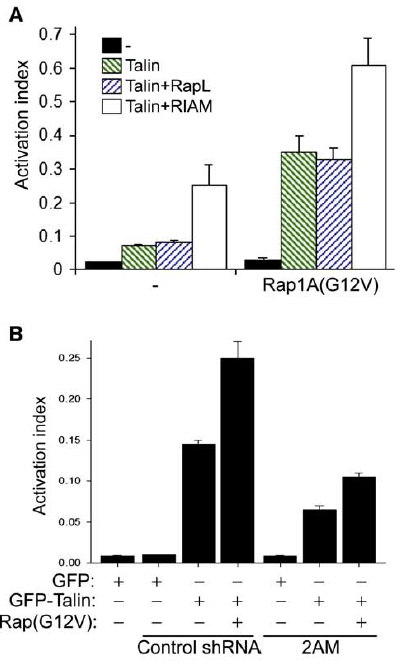 A
0.7
0.6
0.5
0.4
0.3
0.2
0.1
0
Activation index
-
Talin
Talin+RapL
Talin+RIAM
-
Rap1A(G12V)
B
0.25
0.20
0.15
0.10
0.05
0.00
Activation index
GFP: + + – – + – –
GFP-Talin: – – + + – + +
Rap(G12V): – – – + – – +
Control shRNA 2AM